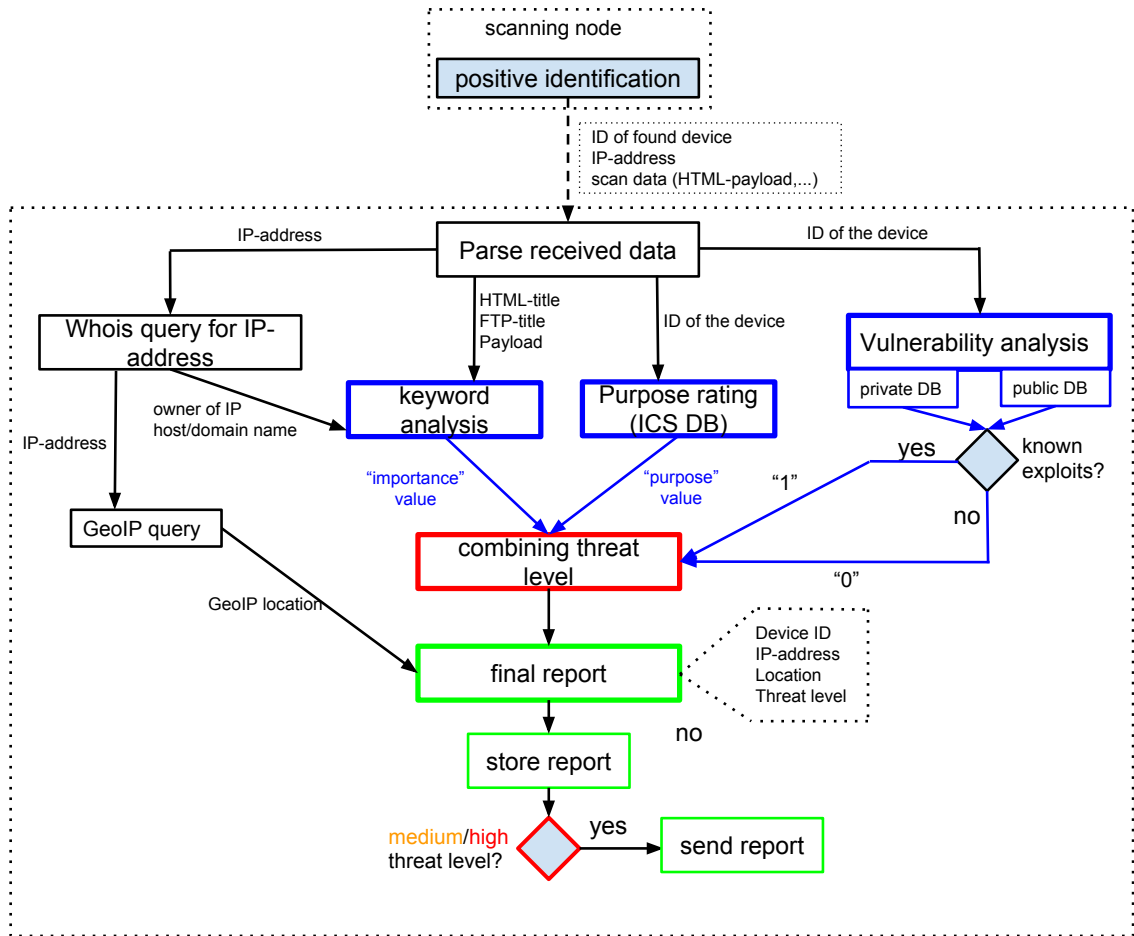 scanning node
positive identification
ID of found device
IP-address
scan data (HTML-payload,...)
IP-address
Parse received data
ID of the device
HTML-title
FTP-title
Payload
ID of the device
Whois query for IP-
address
Vulnerability analysis
private DB
public DB
keyword
analysis
Purpose rating
(ICS DB)
owner of IP
host/domain name
IP-address
yes
known
exploits?
“importance”
value
“purpose”
value
“1”
no
GeoIP query
combining threat
level
“0”
GeoIP location
Device ID
IP-address
Location
Threat level
final report
no
store report
medium/high
threat level?
yes
send report